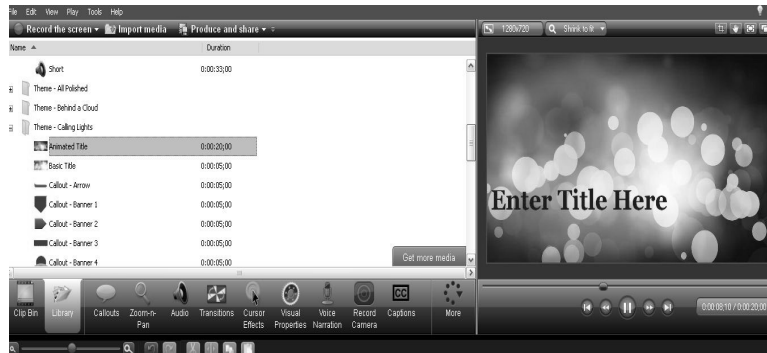 File Edit View Play Tools Help
Record the screen Import media Produce and share
1280x720 Shrink to fit
Name Duration
Short 0:00:33;00
Theme - All Polished
Theme - Behind a Cloud
Theme - Calling Lights
Animated Title 0:00:20;00
Basic Title 0:00:05;00
Callout - Arrow 0:00:05;00
Callout - Banner 1 0:00:05;00
Callout - Banner 2 0:00:05;00
Callout - Banner 3 0:00:05;00
Callout - Banner 4 0:00:05;00
Get more media
Enter Title Here
Clip Bin Library Callouts Zoom-n-Pan Audio Transitions Cursor Effects Visual Properties Voice Narration Record Camera CC Captions More
0:00:08;10 / 0:00:20;00